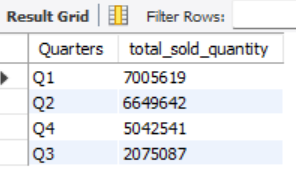 Result Grid Filter Rows:
Quarters total_sold_quantity
Q1 7005619
Q2 6649642
Q4 5042541
Q3 2075087